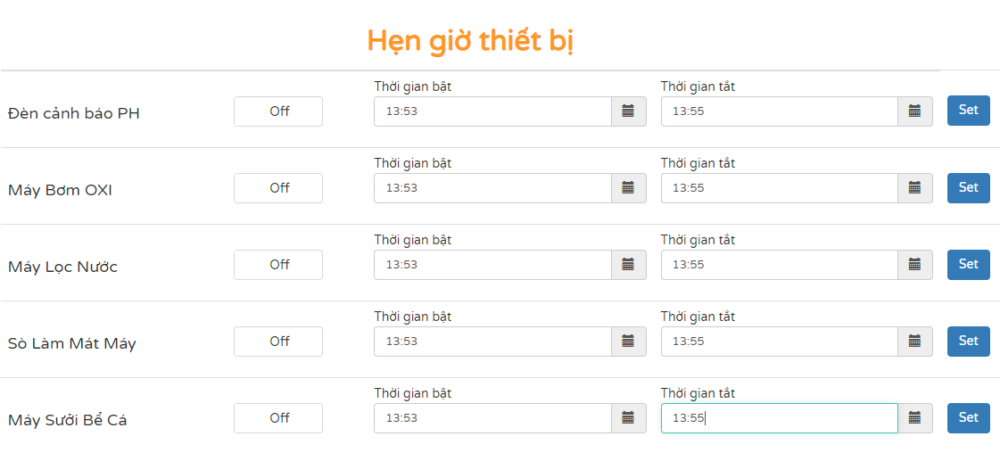 Hẹn giờ thiết bị
Thời gian bật Thời gian tắt
Đèn cảnh báo PH Off 13:53 13:55 Set
Thời gian bật Thời gian tắt
Máy Bơm OXI Off 13:53 13:55 Set
Thời gian bật Thời gian tắt
Máy Lọc Nước Off 13:53 13:55 Set
Thời gian bật Thời gian tắt
Sò Làm Mát Máy Off 13:53 13:55 Set
Thời gian bật Thời gian tắt
Máy Sưởi Bể Cá Off 13:53 13:55 Set